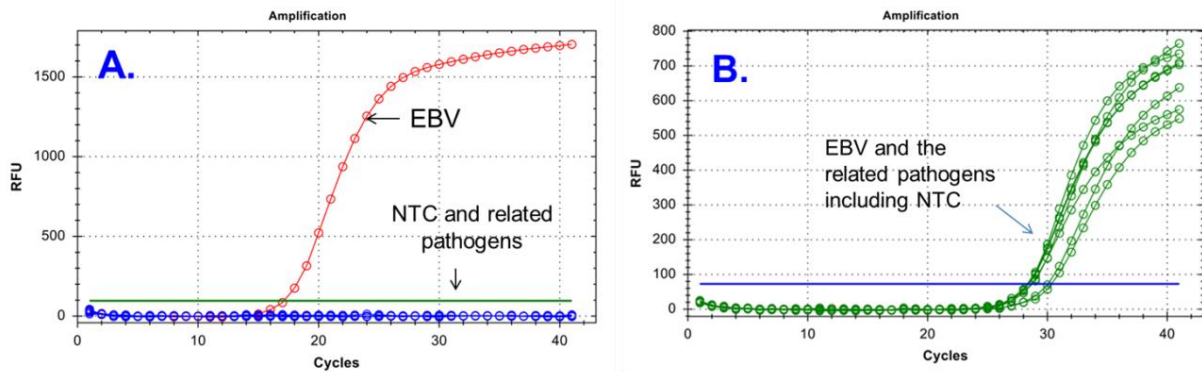 Amplification
A.
1500
1000
500
0
RFU
EBV
NTC and related
pathogens
0
10
20
30
40
Cycles
Amplification
B.
800
700
600
500
400
300
200
100
0
RFU
EBV and the
related pathogens
including NTC
0
10
20
30
40
Cycles